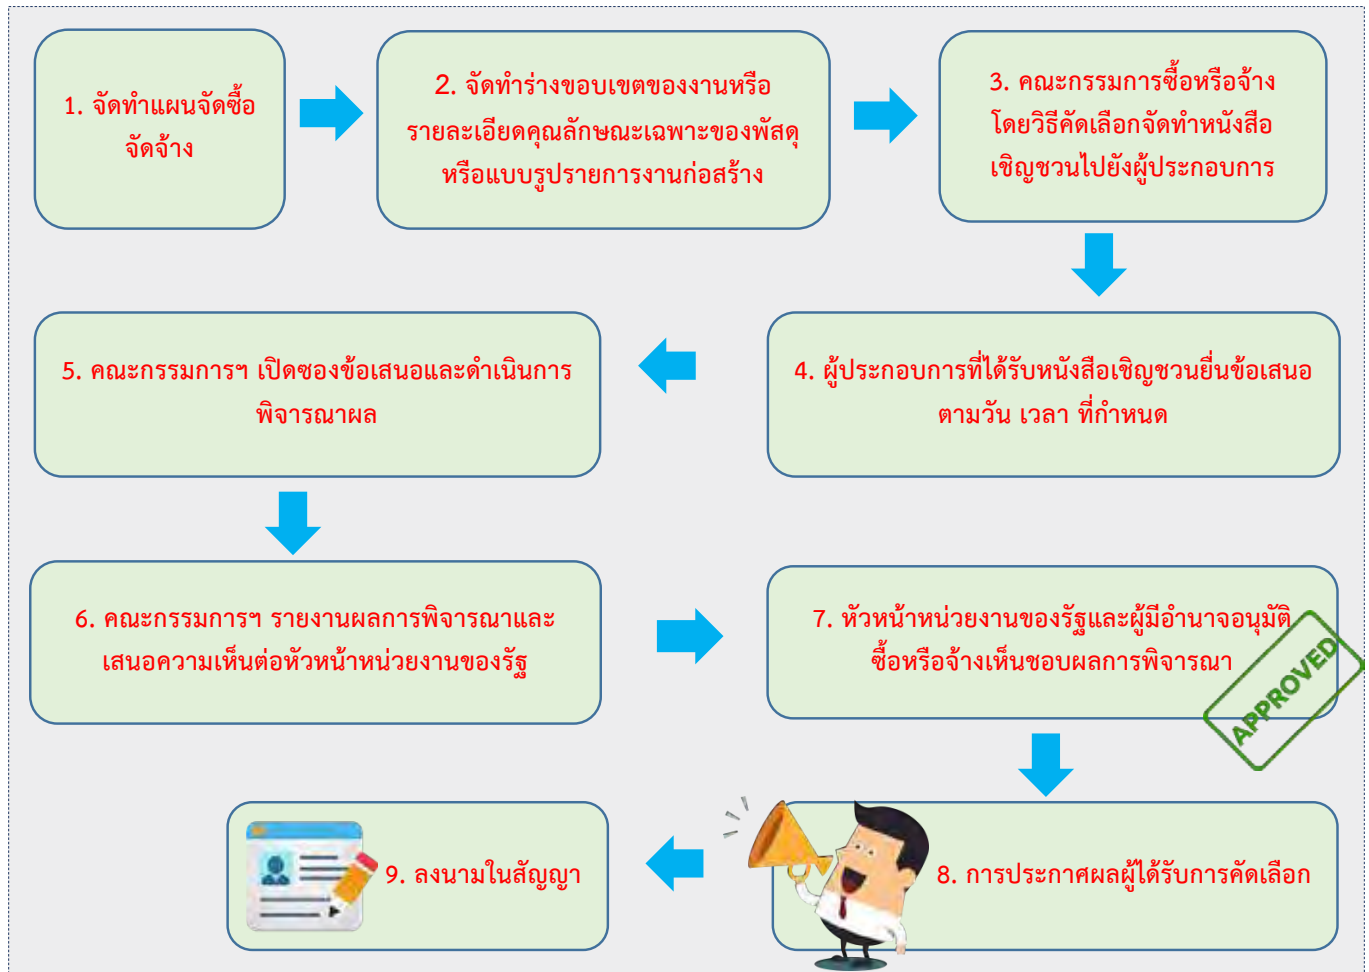 1. จัดทำแผนจัดซื้อ
จัดจ้าง
2. จัดทำร่างขอบเขตของงานหรือ
รายละเอียดคุณลักษณะเฉพาะของพัสดุ
หรือแบบรูปรายการงานก่อสร้าง
3. คณะกรรมการซื้อหรือจ้าง
โดยวิธีคัดเลือกจัดทำหนังสือ
เชิญชวนไปยังผู้ประกอบการ
4. ผู้ประกอบการที่ได้รับหนังสือเชิญชวนยื่นข้อเสนอ
ตามวัน เวลา ที่กำหนด
5. คณะกรรมการฯ เปิดซองข้อเสนอและดำเนินการ
พิจารณาผล
6. คณะกรรมการฯ รายงานผลการพิจารณาและ
เสนอความเห็นต่อหัวหน้าหน่วยงานของรัฐ
7. หัวหน้าหน่วยงานของรัฐและผู้มีอำนาจอนุมัติ
ซื้อหรือจ้างเห็นชอบผลการพิจารณา
APPROVED
8. การประกาศผลผู้ได้รับการคัดเลือก
9. ลงนามในสัญญา